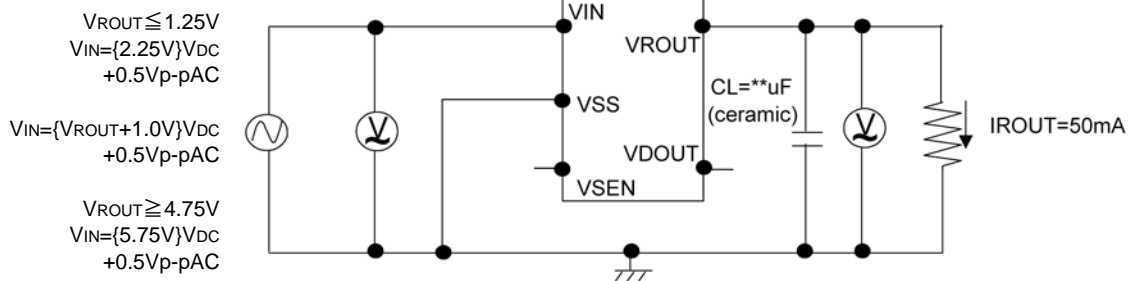 VROUT≦1.25V
VIN={2.25V}VDC
+0.5Vp-pAC
VIN={VROUT+1.0V}VDC
+0.5Vp-pAC
VROUT≧4.75V
VIN={5.75V}VDC
+0.5Vp-pAC
VIN
VROUT
VSS
VDOUT
VSEN
V
CL=**uF
(ceramic)
V
IROUT=50mA